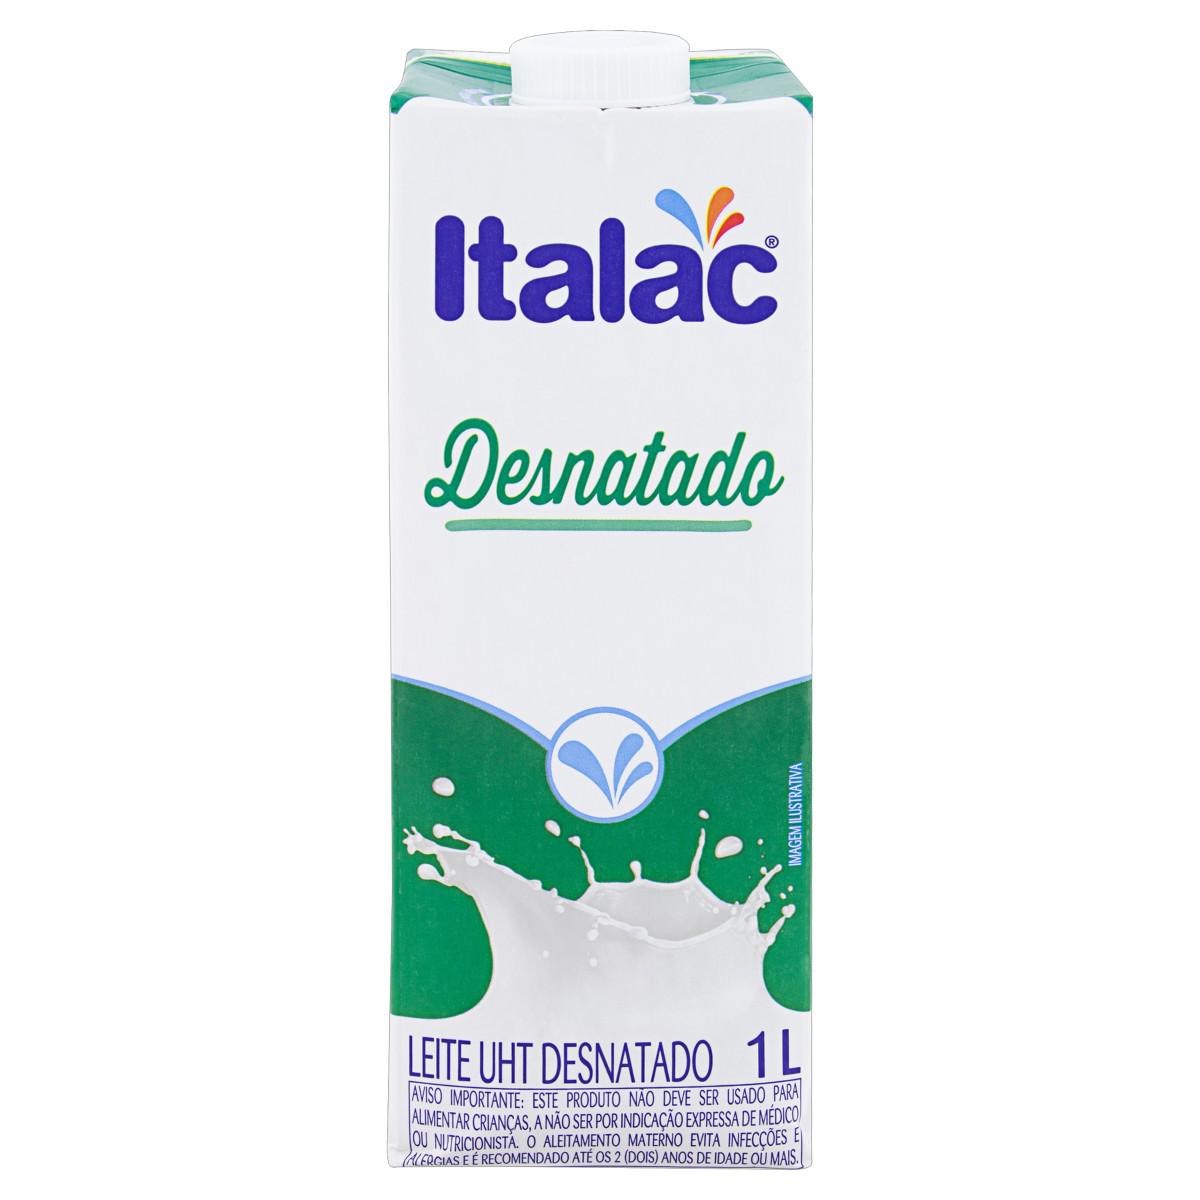 Italac®
Desnatado
IMAGEM ILUSTRATIVA
LEITE UHT DESNATADO 1 L
AVISO IMPORTANTE: ESTE PRODUTO NÃO DEVE SER USADO PARA
ALIMENTAR CRIANÇAS, A NÃO SER POR INDICAÇÃO EXPRESSA DE MÉDICO
OU NUTRICIONISTA. O ALEITAMENTO MATERNO EVITA INFECÇÕES E
ALERGIAS E É RECOMENDADO ATÉ OS 2 (DOIS) ANOS DE IDADE OU MAIS.